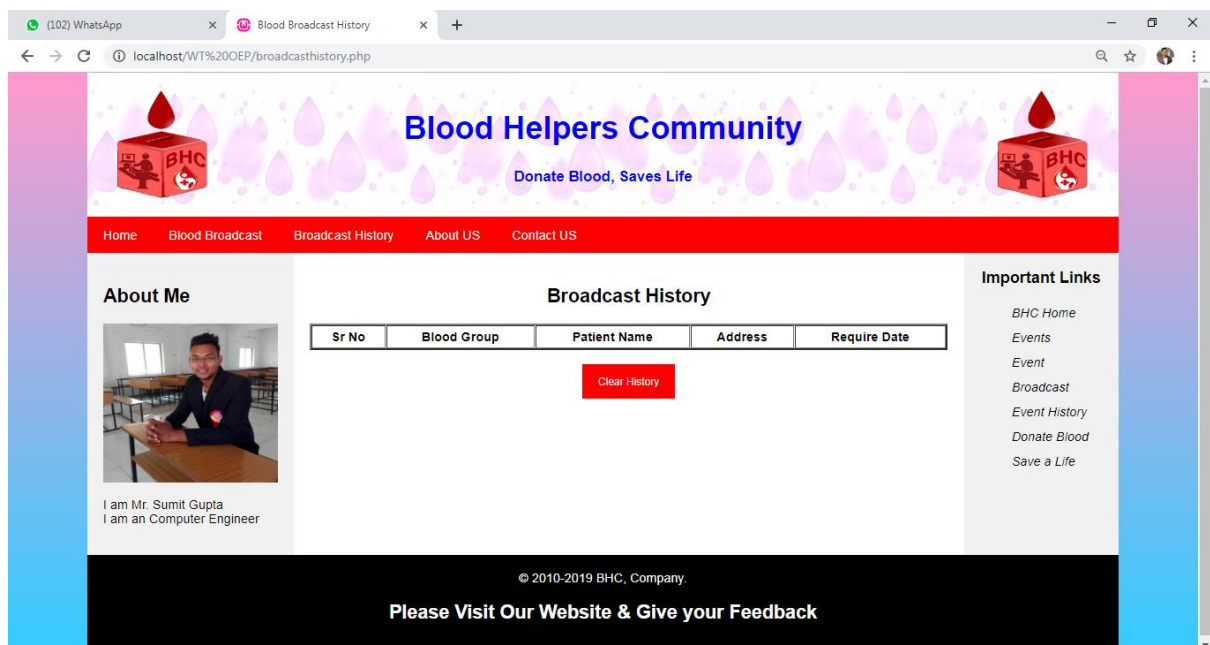 (102) WhatsApp
Blood Broadcast History
localhost/WT%20OEP/broadcasthistory.php
BHC
Blood Helpers Community
Donate Blood, Saves Life
BHC
Home Blood Broadcast Broadcast History About US Contact US
About Me
I am Mr. Sumit Gupta
I am an Computer Engineer
Broadcast History
Sr No Blood Group Patient Name Address Require Date
Clear History
Important Links
BHC Home
Events
Event
Broadcast
Event History
Donate Blood
Save a Life
© 2010-2019 BHC, Company.
Please Visit Our Website & Give your Feedback